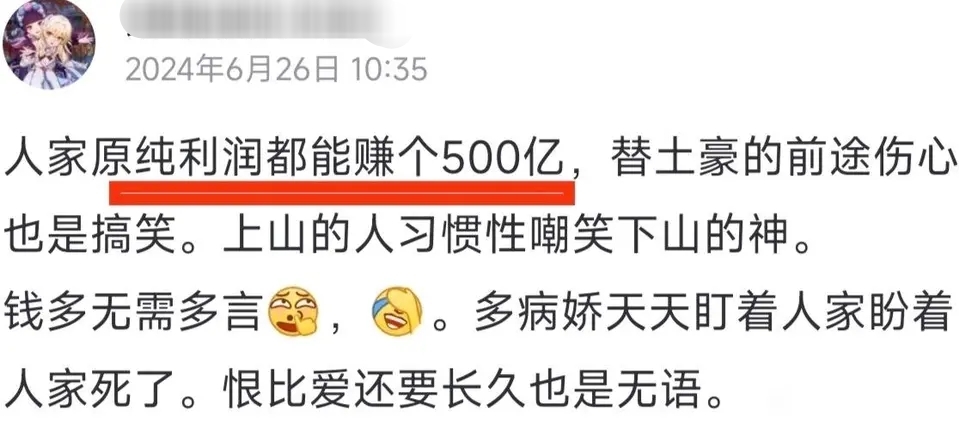 2024年6月26日 10:35
人家原纯利润都能赚个500亿，替土豪的前途伤心
也是搞笑。上山的人习惯性嘲笑下山的神。
钱多无需多言，。多病娇天天盯着人家盼着
人家死了。恨比爱还要长久也是无语。